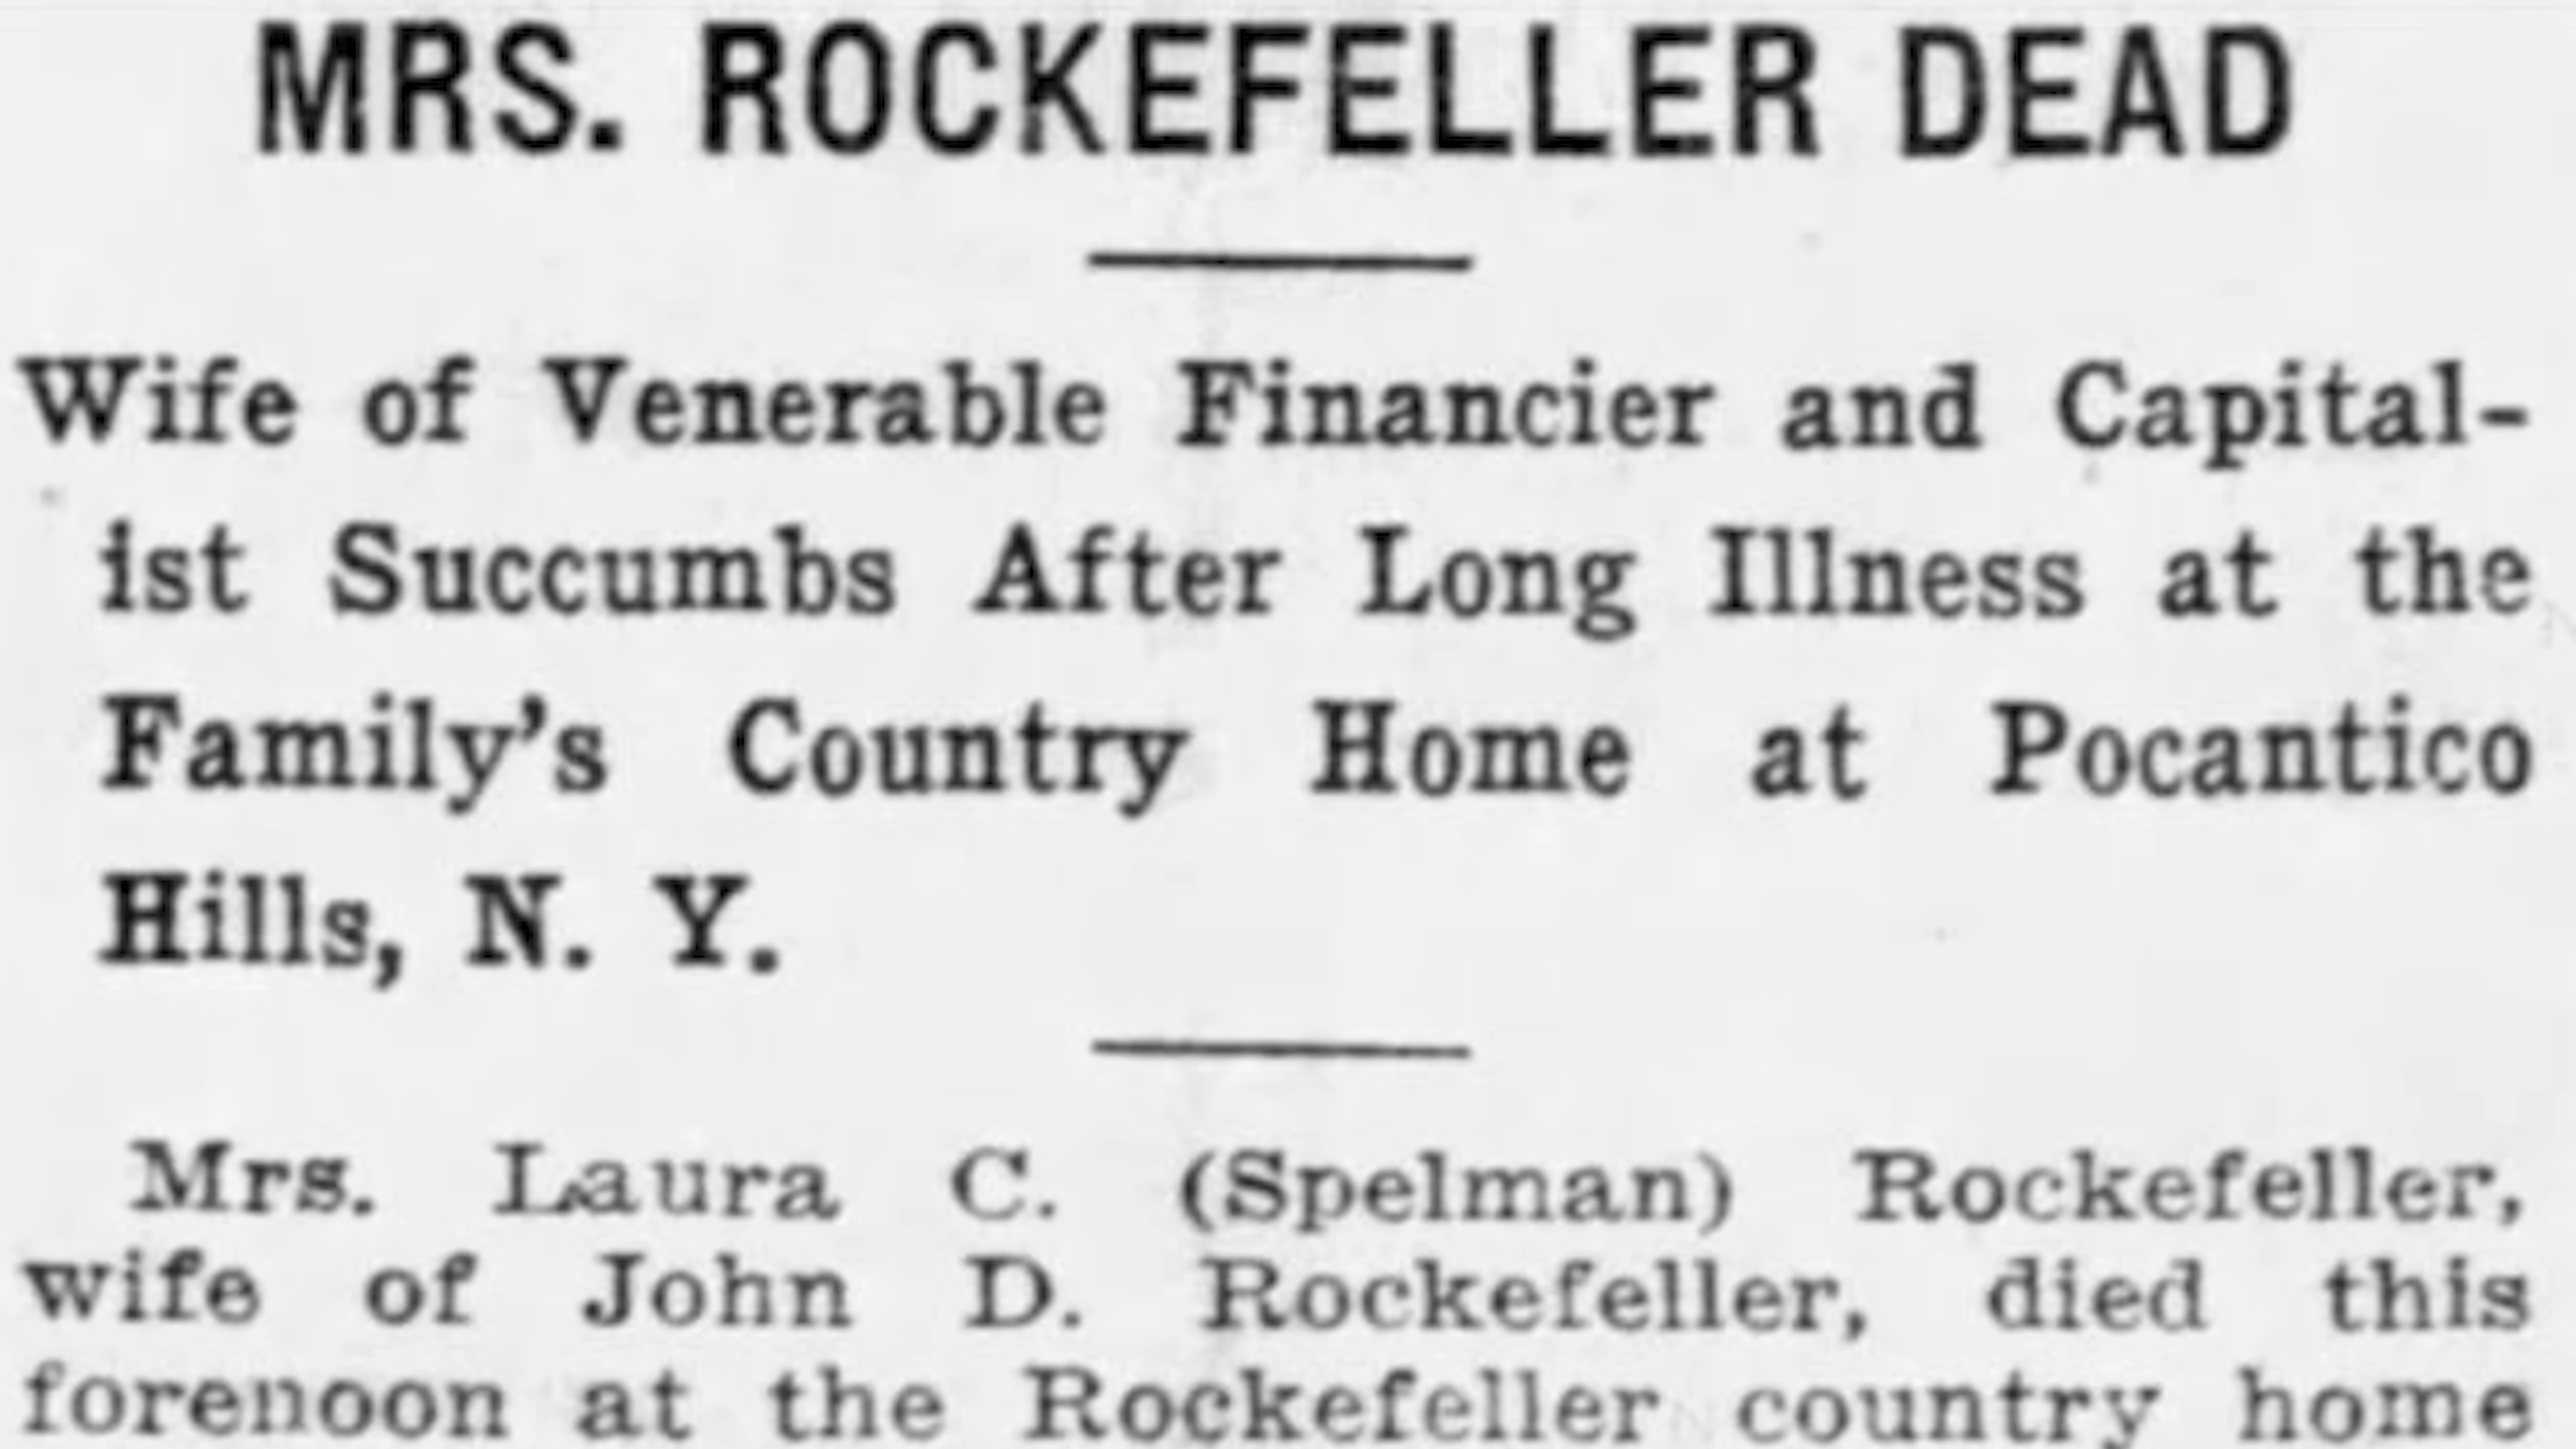 MRS. ROCKEFELLER DEAD
Wife of Venerable Financier and Capital-
ist Succumbs After Long Illness at the
Family's Country Home at Pocantico
Hills, N. Y.
Mrs. Laura C. (Spelman) Rockefeller,
wife of John D. Rockefeller, died this
forenoon at the Rockefeller country home